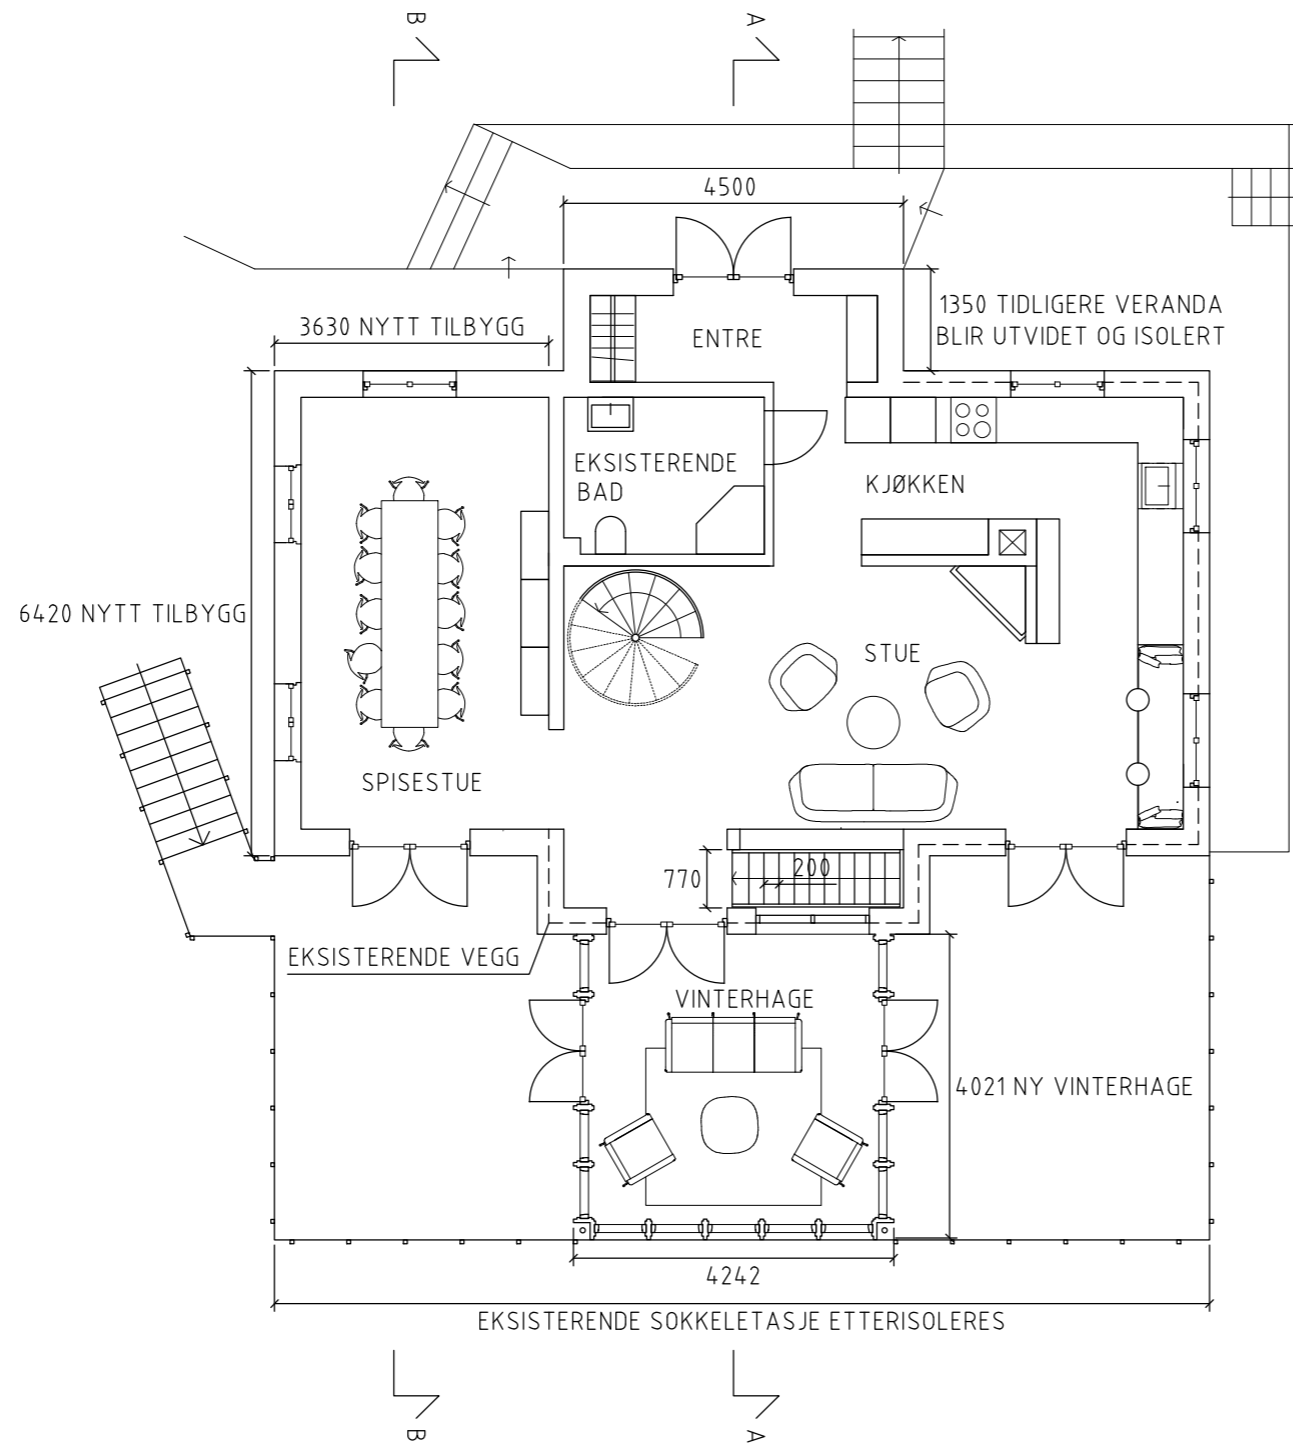 B
A
4500
1350 TIDLIGERE VERANDA
BLIR UTVIDET OG ISOLERT
3630 NYTT TILBYGG
ENTRE
EKSISTERENDE
BAD
KJØKKEN
6420 NYTT TILBYGG
STUE
SPISESTUE
770
200
EKSISTERENDE VEGG
VINTERHAGE
4021 NY VINTERHAGE
4242
EKSISTERENDE SOKKELETASJE ETTERISOLERES
B
A